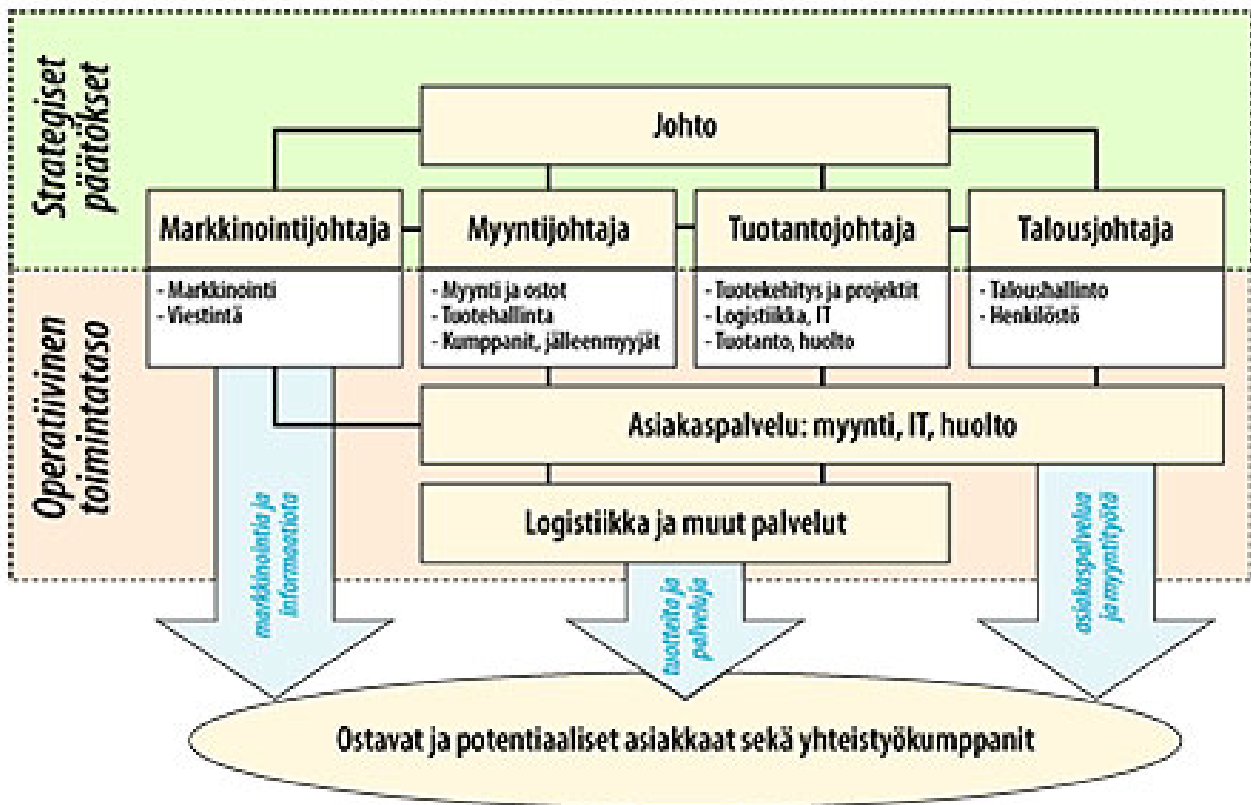 Strategiset
päätökset
Johto
Markkinointijohtaja
Myyntijohtaja
Tuotantojohtaja
Talousjohtaja
Operatiivinen
toimintataso
- Markkinointi
- Viestintä
- Myynti ja ostot
- Tuotehallinta
- Kumppanit, jälleenmyyjät
- Tuotekehitys ja projektit
- Logistiikka, IT
- Tuotanto, huolto
- Taloushallinto
- Henkilöstö
Asiakaspalvelu: myynti, IT, huolto
Logistiikka ja muut palvelut
markkinointia ja
informaatiota
tuotteita ja
palveluja
asiakaspalvelua
ja myyntityötä
Ostavat ja potentiaaliset asiakkaat sekä yhteistyökumppanit